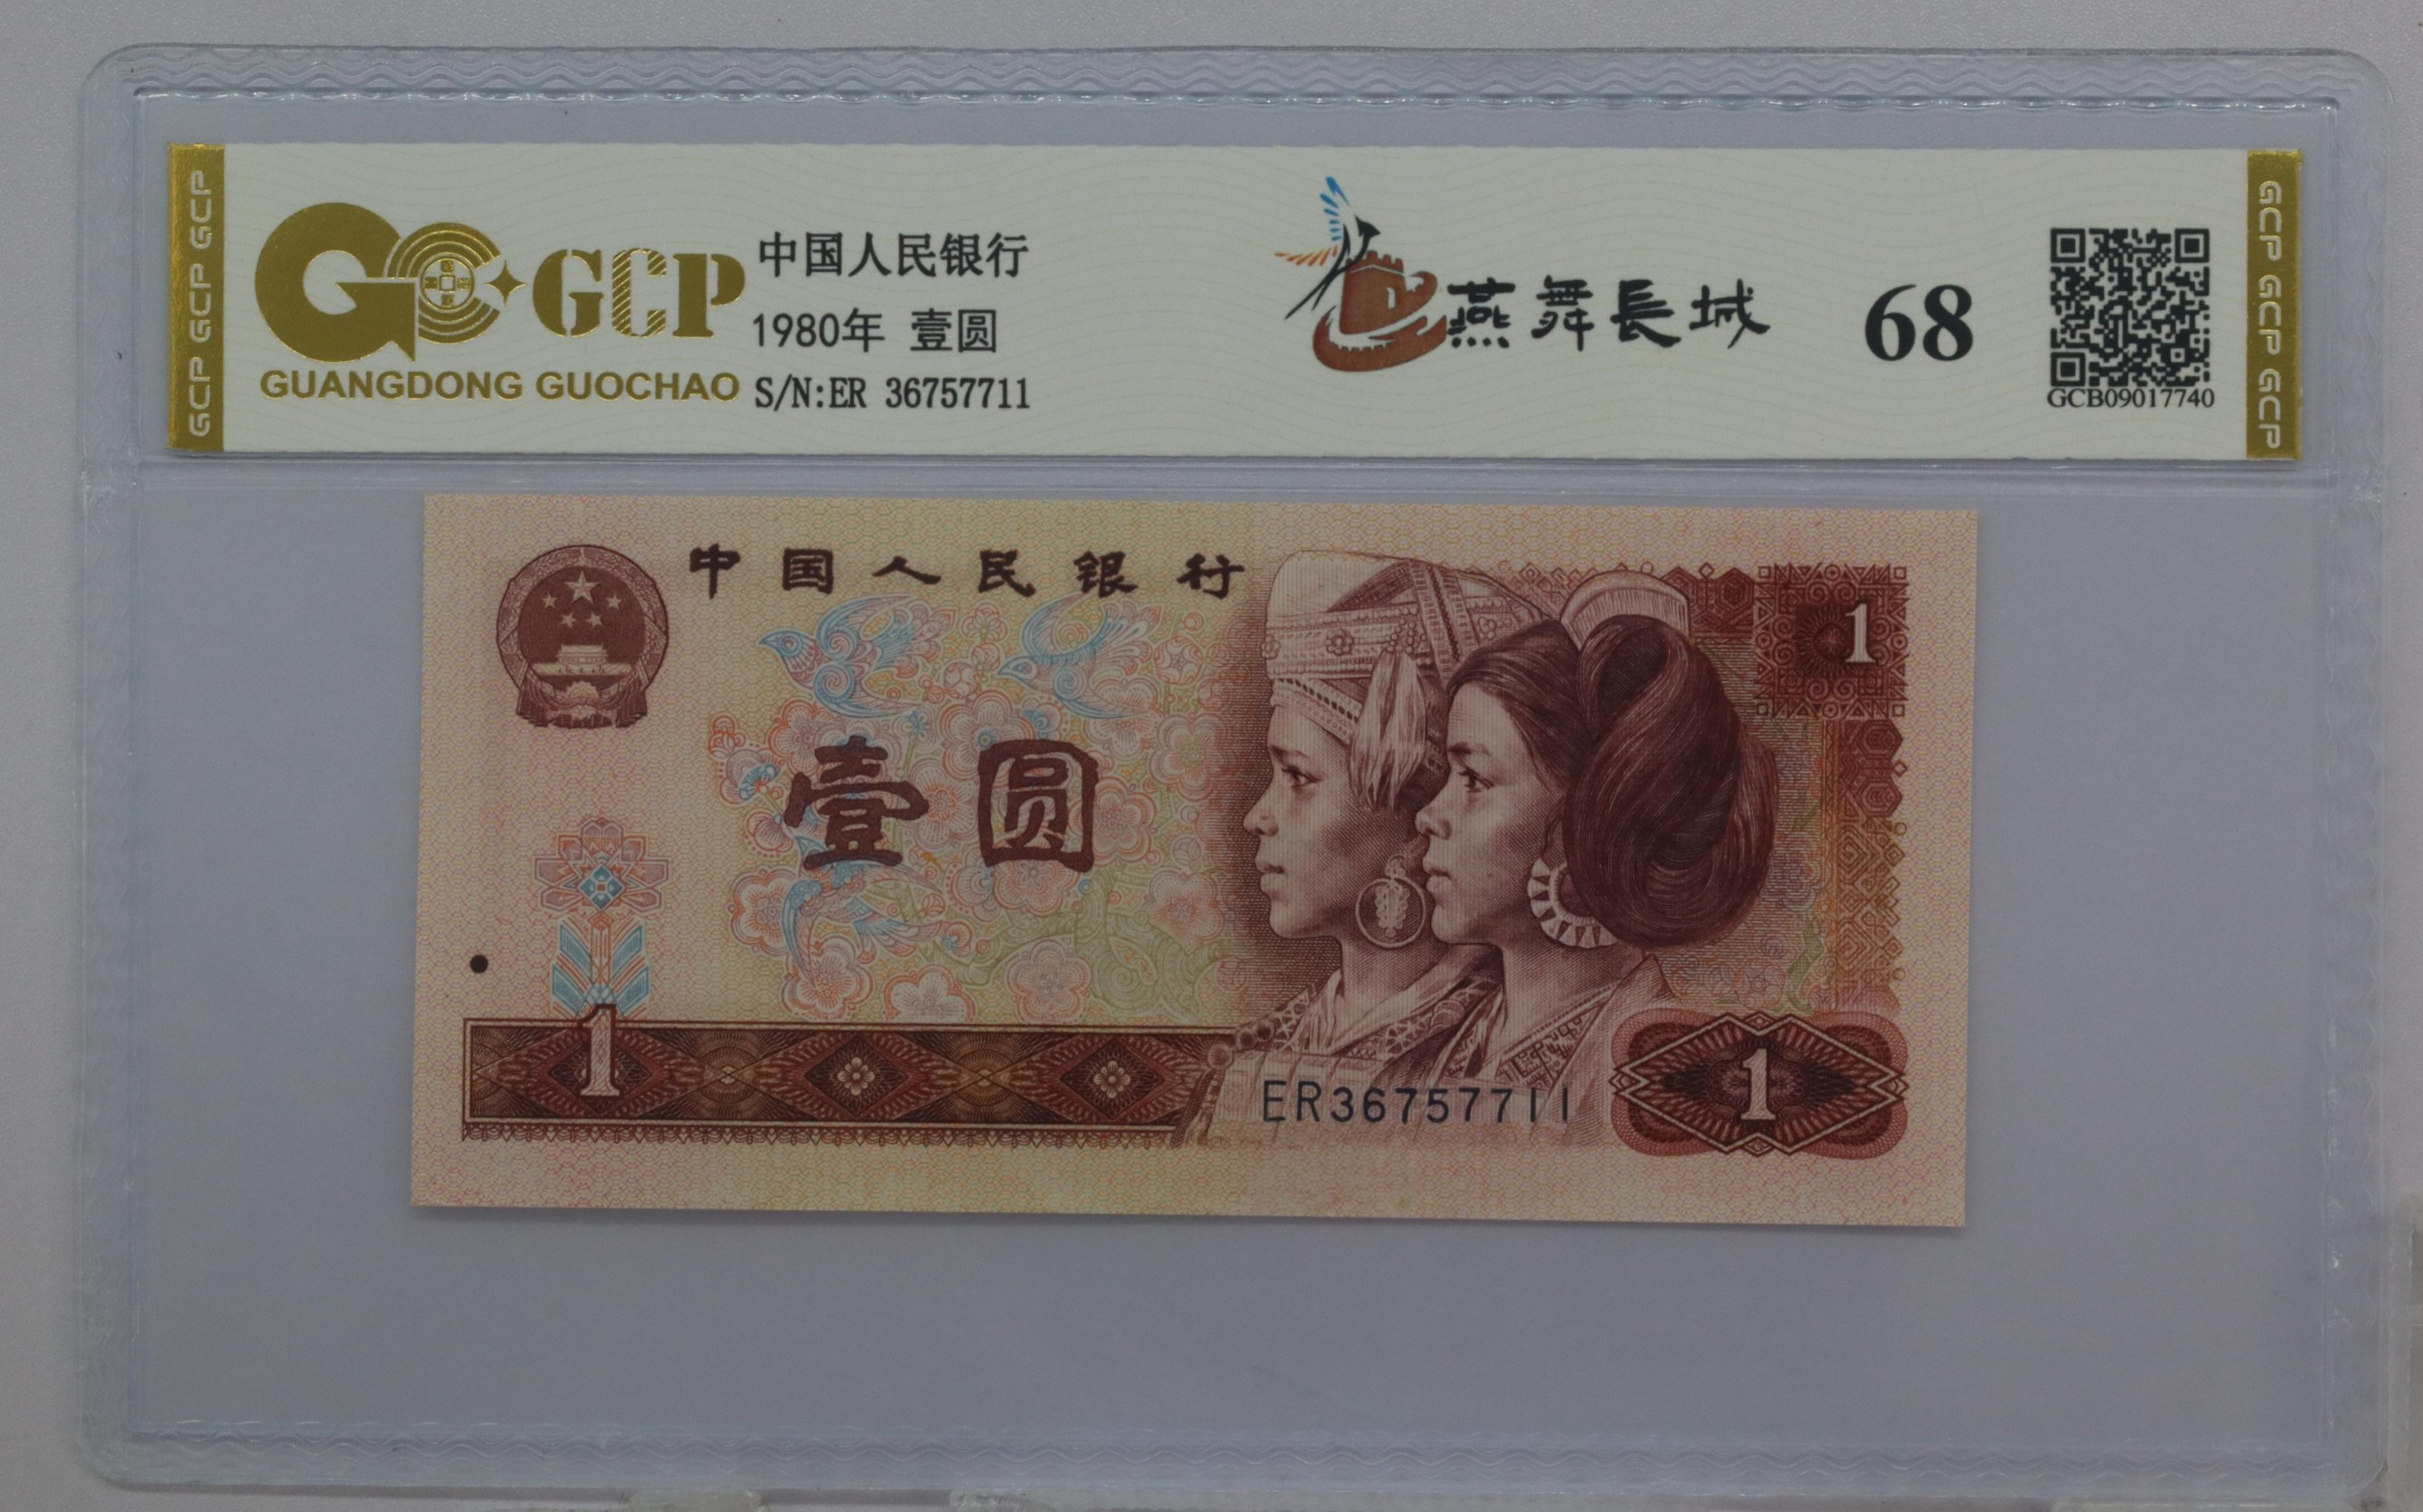 GCP GCP GCP
GCP
GUANGDONG GUOCHAO
中国人民银行
1980年 壹圆
S/N:ER 36757711
燕舞長城
68
GCB09017740
GCP GCP GCP GCP
中国人民银行
1
壹圆
1
ER36757711
1